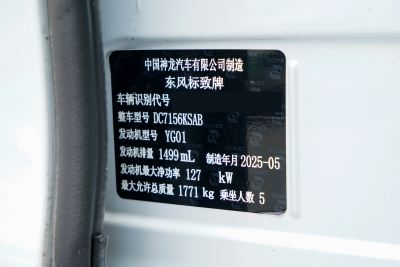 中国神龙汽车有限公司制造
东风标致牌
车辆识别代号
整车型号 DC7156KSAB
发动机型号 YG01
发动机排量 1499 mL 制造年月 2025-05
发动机最大净功率 127 kW
最大允许总质量 1771 kg 乘坐人数 5